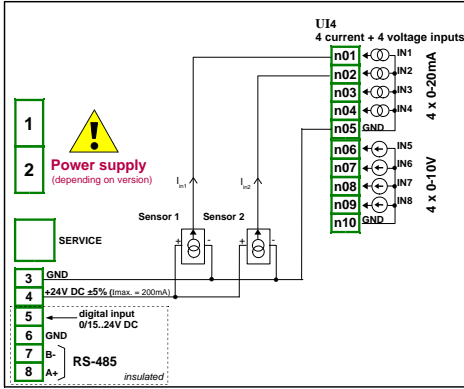 UI4
4 current + 4 voltage inputs
n01
IN1
n02
IN2
n03
IN3
n04
IN4
n05
GND
4 x 0-20mA
n06
IN5
n07
IN6
n08
IN7
n09
IN8
n10
GND
4 x 0-10V
1
2
Power supply
(depending on version)
Iin1
Iin2
Sensor 1
Sensor 2
+
-
+
-
SERVICE
3
GND
4
+24V DC ±5% (Imax. = 200mA)
5
digital input
0/15..24V DC
6
GND
7
B-
8
A+
RS-485
insulated